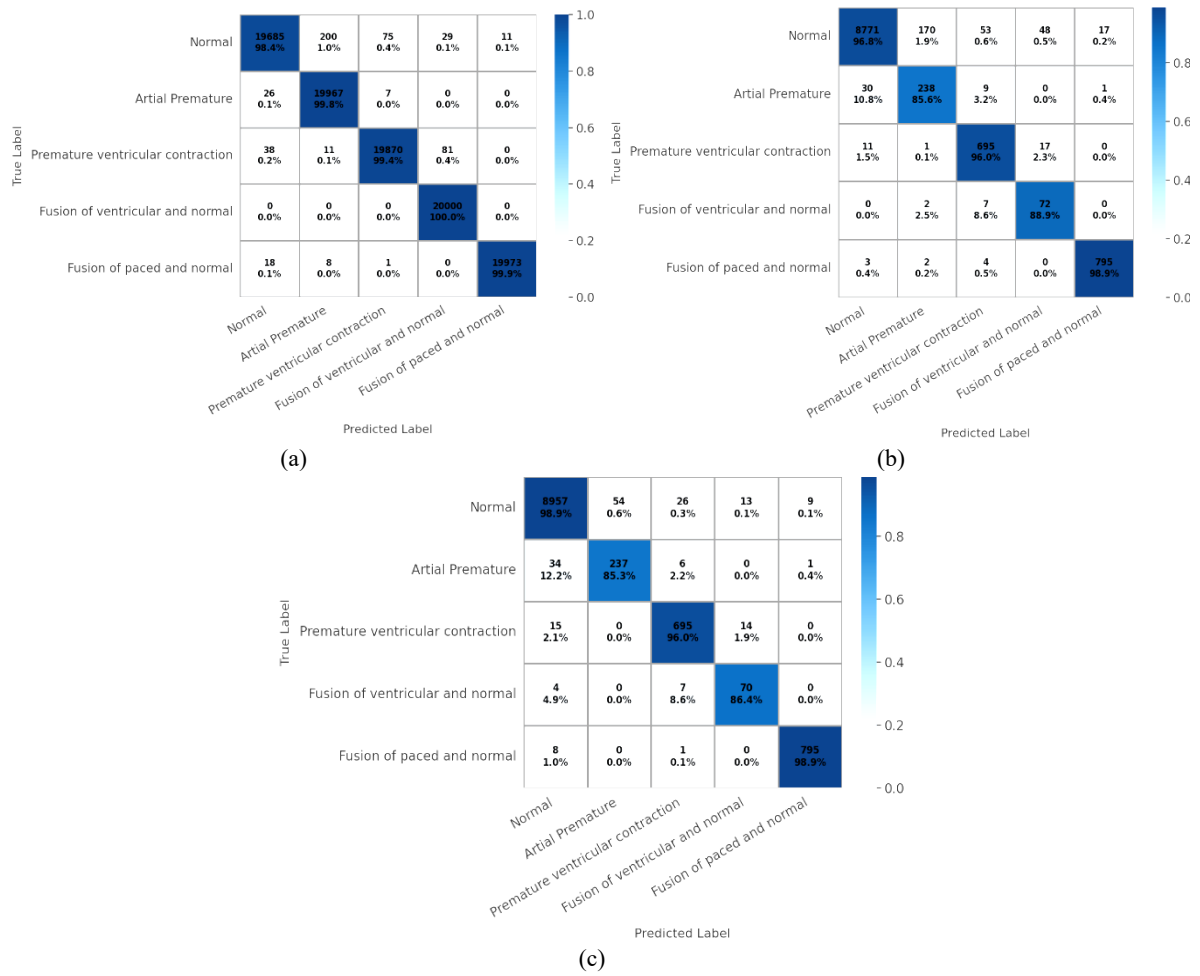 True Label
Normal
Artial Premature
Premature ventricular contraction
Fusion of ventricular and normal
Fusion of paced and normal
19685 200 75 29 11
98.4% 1.0% 0.4% 0.1% 0.1%
26 19967 7 0 0
0.1% 99.8% 0.0% 0.0% 0.0%
38 11 19870 81 0
0.2% 0.1% 99.4% 0.4% 0.0%
0 0 0 20000 0
0.0% 0.0% 0.0% 100.0% 0.0%
18 8 1 0 19973
0.1% 0.0% 0.0% 0.0% 99.9%
1.0
0.8
0.6
0.4
0.2
0.0
Normal
Artial Premature
Premature ventricular contraction
Fusion of ventricular and normal
Fusion of paced and normal
Predicted Label
(a)
True Label
Normal
Artial Premature
Premature ventricular contraction
Fusion of ventricular and normal
Fusion of paced and normal
8771 170 53 48 17
96.8% 1.9% 0.6% 0.5% 0.2%
30 238 9 0 1
10.8% 85.6% 3.2% 0.0% 0.4%
11 1 695 17 0
1.5% 0.1% 96.0% 2.3% 0.0%
0 2 7 72 0
0.0% 2.5% 8.6% 88.9% 0.0%
3 2 4 0 795
0.4% 0.2% 0.5% 0.0% 98.9%
0.8
0.6
0.4
0.2
0.0
Normal
Artial Premature
Premature ventricular contraction
Fusion of ventricular and normal
Fusion of paced and normal
Predicted Label
(b)
True Label
Normal
Artial Premature
Premature ventricular contraction
Fusion of ventricular and normal
Fusion of paced and normal
8957 54 26 13 9
98.9% 0.6% 0.3% 0.1% 0.1%
34 237 6 0 1
12.2% 85.3% 2.2% 0.0% 0.4%
15 0 695 14 0
2.1% 0.0% 96.0% 1.9% 0.0%
4 0 7 70 0
4.9% 0.0% 8.6% 86.4% 0.0%
8 0 1 0 795
1.0% 0.0% 0.1% 0.0% 98.9%
0.8
0.6
0.4
0.2
0.0
Normal
Artial Premature
Premature ventricular contraction
Fusion of ventricular and normal
Fusion of paced and normal
Predicted Label
(c)